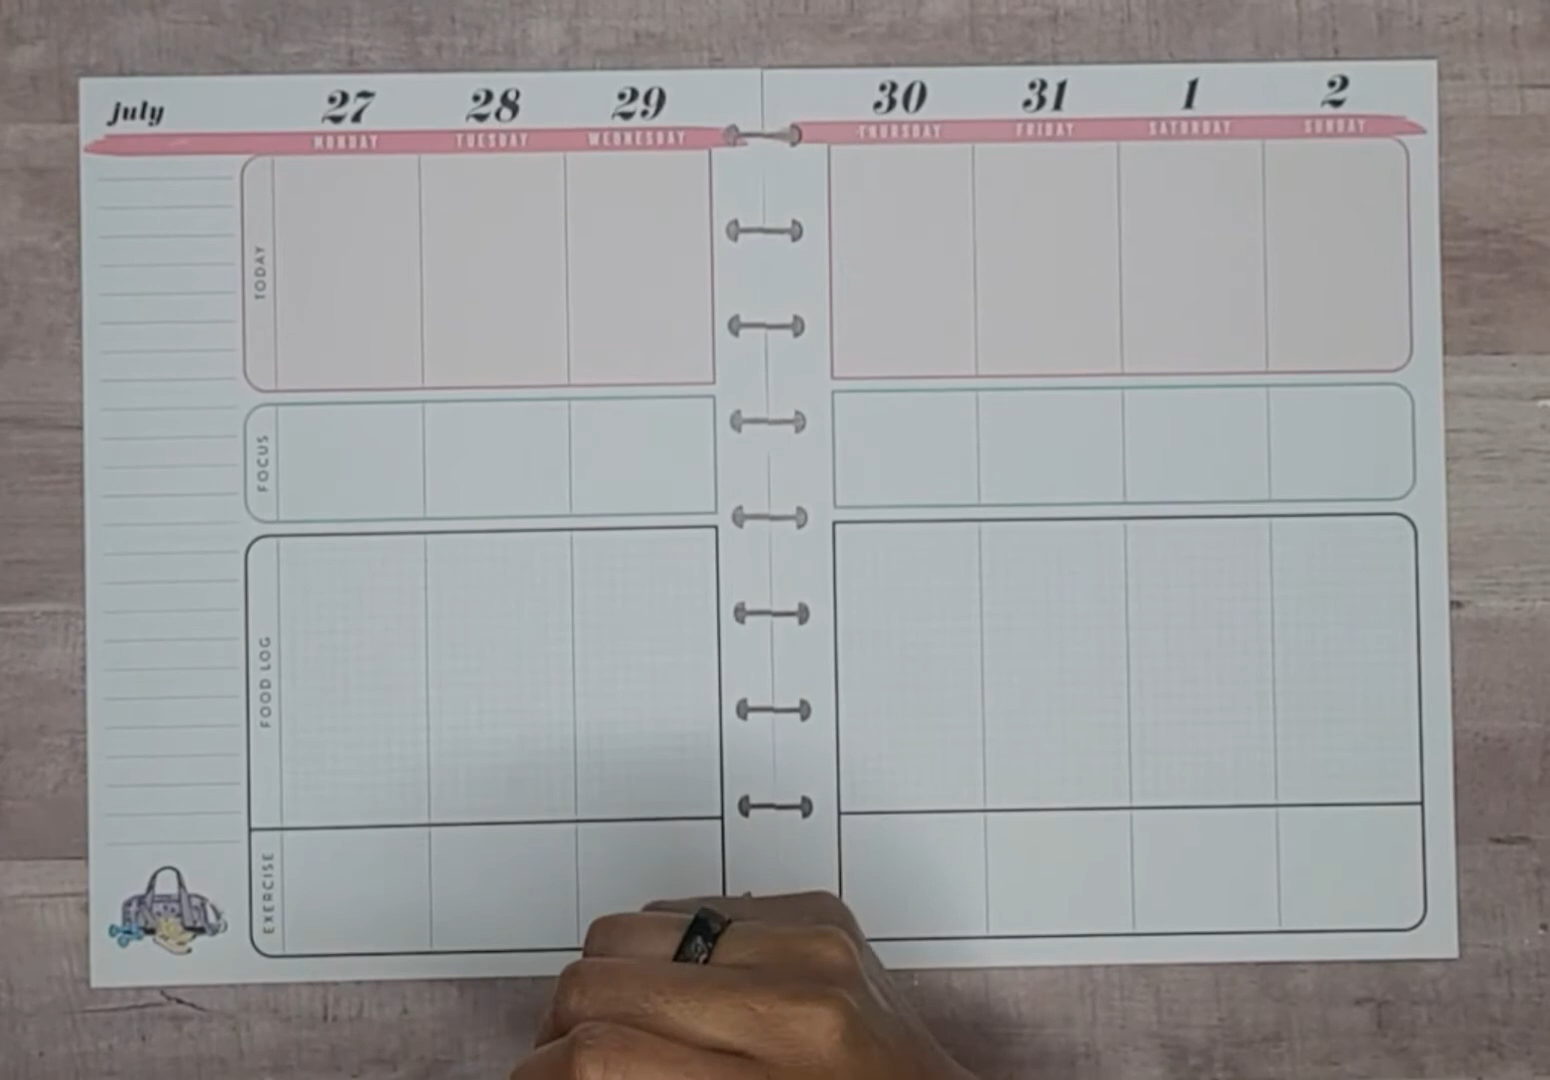 july 27 28 29 30 31 1 2
MONDAY TUESDAY WEDNESDAY THURSDAY FRIDAY SATURDAY SUNDAY
TODAY
FOCUS
FOOD LOG
EXERCISE